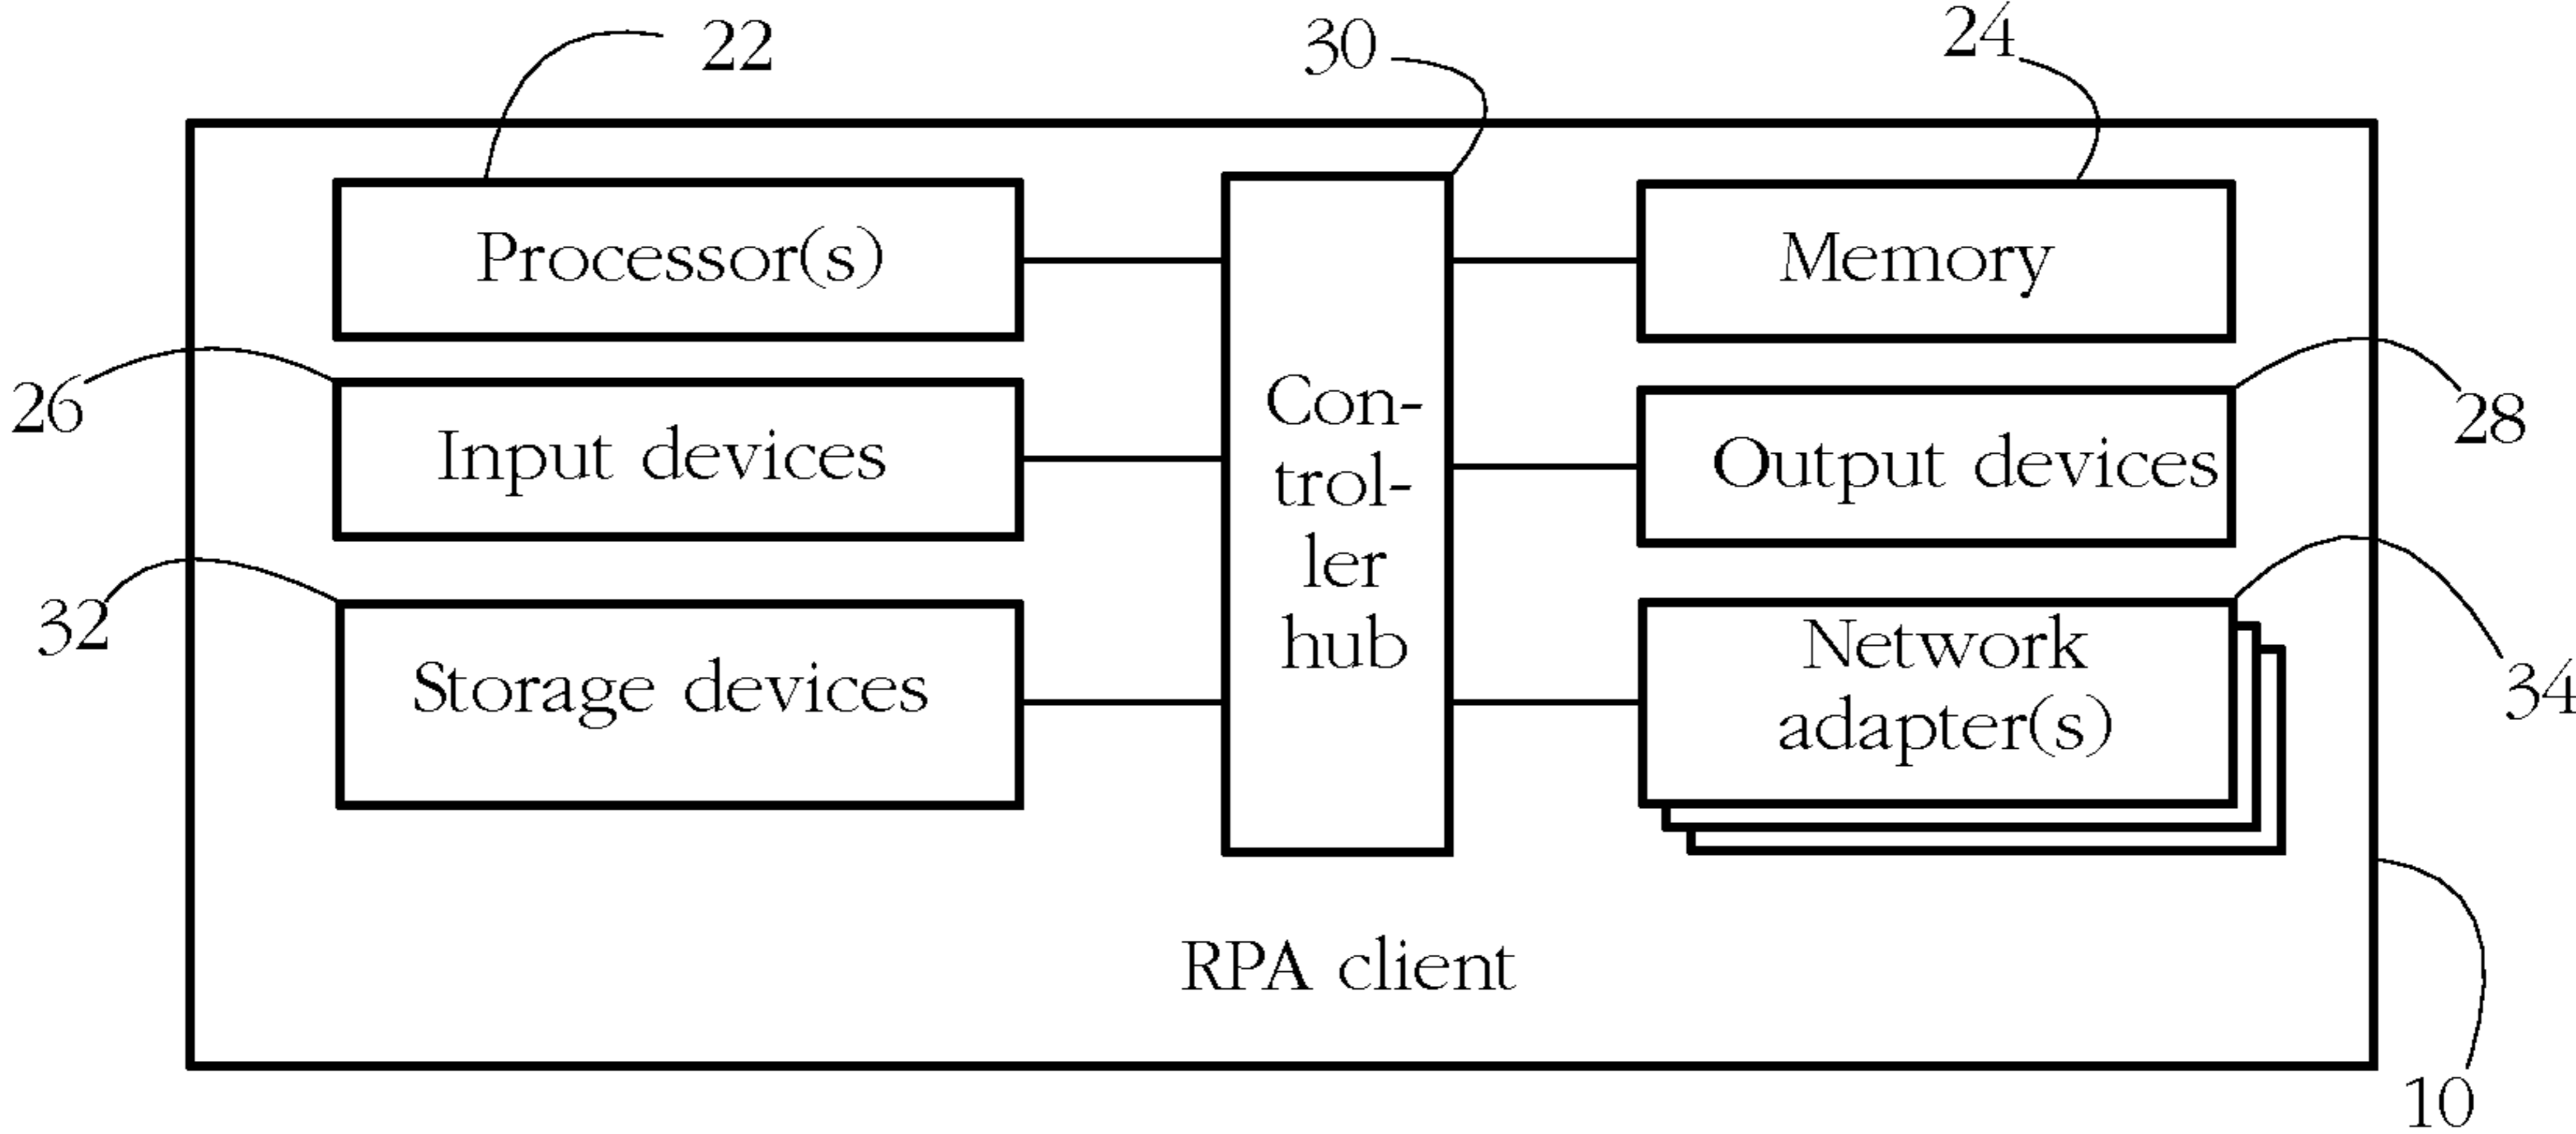 22
30
24
Processor(s)
Memory
26
Input devices
Con-
trol-
ler
hub
Output devices
28
32
Storage devices
Network
adapter(s)
34
RPA client
10